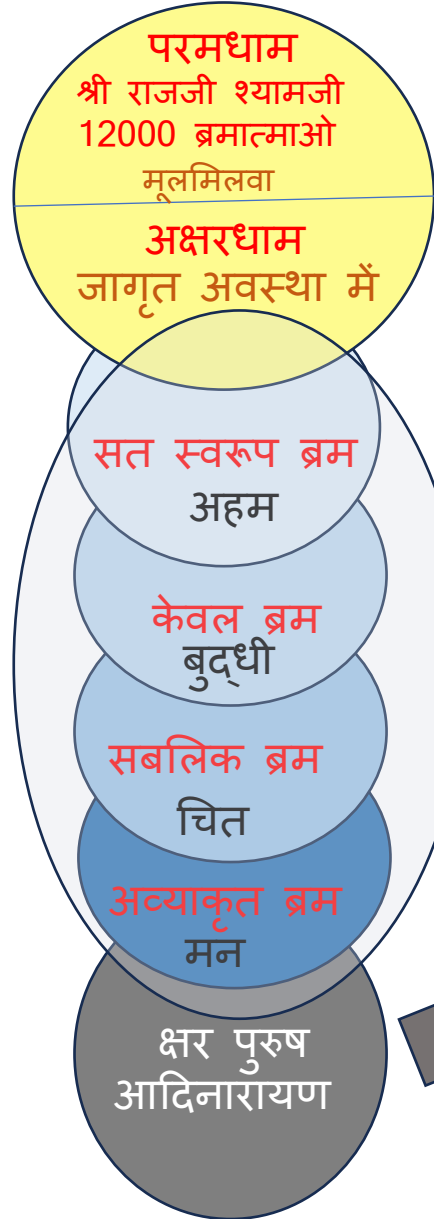 परमधाम
श्री राजजी श्यामजी
12000 ब्रमात्माओ
मूलमिलवा
अक्षरधाम
जागृत अवस्था में
सत स्वरूप ब्रम
अहम
केवल ब्रम
बुद्धी
सबलिक ब्रम
चित
अव्याकृत ब्रम
मन
क्षर पुरुष
आदिनारायण